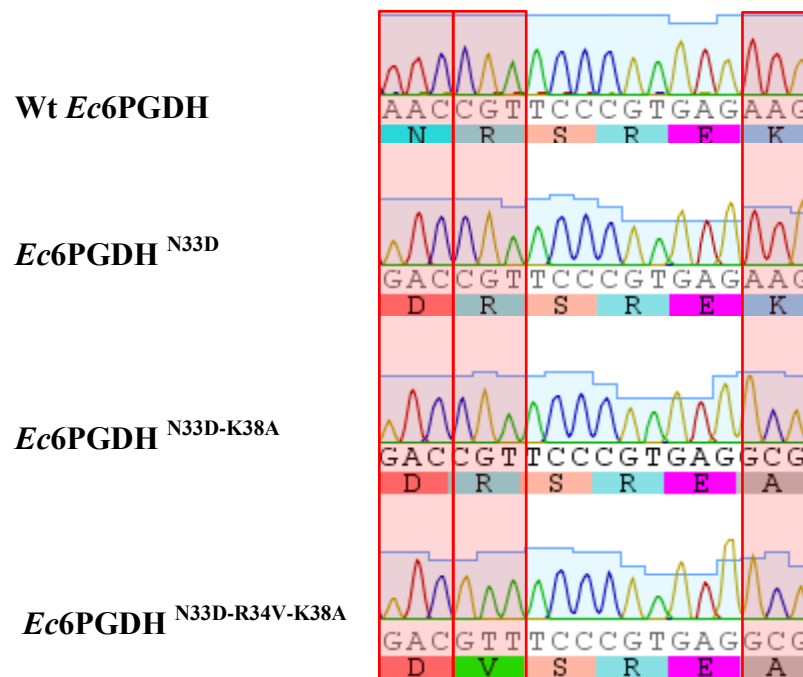 Wt Ec6PGDH
AACCGTTCCCGTGAGAAG
N R S R E K
Ec6PGDH N33D
GACCGTTCCCGTGAGAAG
D R S R E K
Ec6PGDH N33D-K38A
GACCGTTCCCGTGAGGCG
D R S R E A
Ec6PGDH N33D-R34V-K38A
GACGTTTCCCGTGAGGCG
D V S R E A